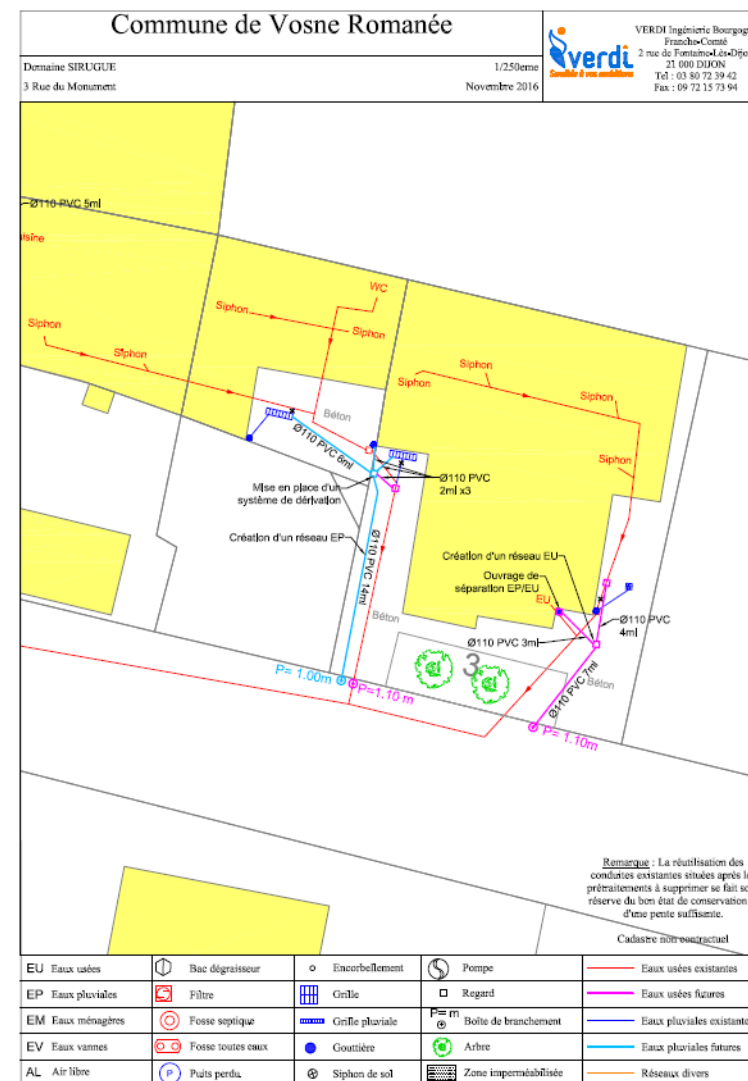 Commune de Vosne Romanée
Domaine SIRUGUE
1/250eme
3 Rue du Monument
Novembre 2016
verdi
VERDI Ingénierie Bourgog
Franche-Comté
2 rue de Fontaine-Lès-Dijo
21 000 DIJON
Tel : 03 80 72 39 42
Fax : 09 72 15 73 94
Ø110 PVC 5ml
isine
WC
Siphon
Siphon
Siphon
Siphon
Siphon
Siphon
Siphon
Siphon
Béton
Ø110 PVC 6ml
Ø110 PVC
2ml x3
Mise en place d'un
système de dérivation
Création d'un réseau EP
Ø110 PVC 14ml
Création d'un réseau EU
Ouvrage de
séparation EP/EU
EU
Ø110 PVC
4ml
Béton
Ø110 PVC 3ml
3
Ø110 PVC 7ml
Béton
P= 1.00m
P=1.10 m
P= 1.10m
Remarque : La réutilisation des
conduites existantes situées après le
prétraitements à supprimer se fait so
réserve du bon état de conservation
d'une pente suffisante.
Cadastre non contractuel
EU Eaux usées
Bac dégraisseur
Encorbellement
Pompe
Eaux usées existantes
EP Eaux pluviales
Filtre
Grille
Regard
Eaux usées futures
EM Eaux ménagères
Fosse septique
Grille pluviale
P= m
Boîte de branchement
Eaux pluviales existante
EV Eaux vannes
Fosse toutes eaux
Gouttière
Arbre
Eaux pluviales futures
AL Air libre
P
Puits perdu
Siphon de sol
Zone imperméabilisée
Réseaux divers